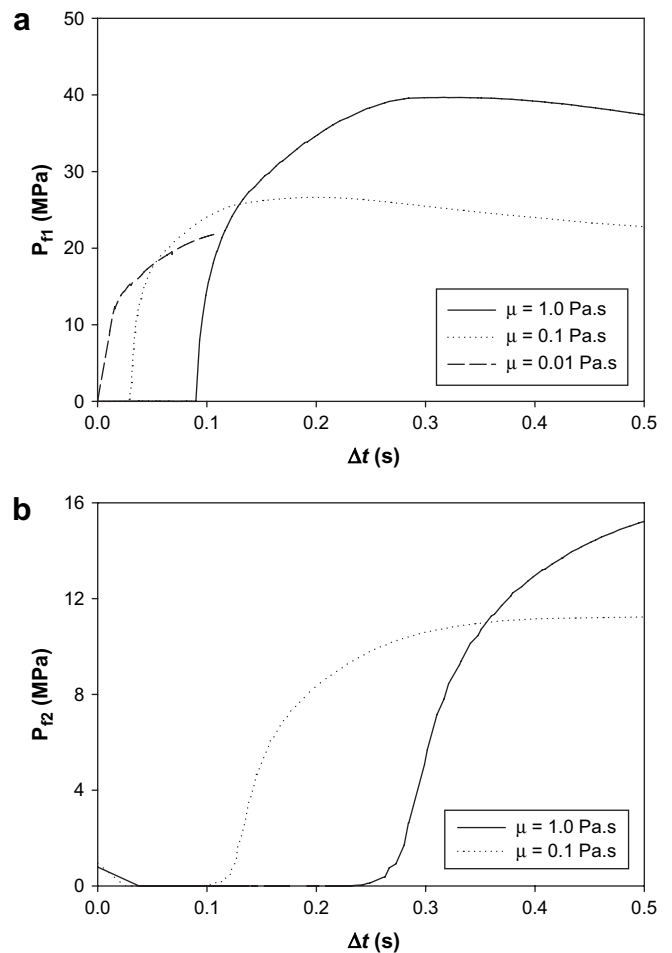 a
50
40
30
20
10
0
P_f1 (MPa)
μ = 1.0 Pa.s
μ = 0.1 Pa.s
μ = 0.01 Pa.s
0.0 0.1 0.2 0.3 0.4 0.5
Δt (s)
b
16
12
8
4
0
P_f2 (MPa)
μ = 1.0 Pa.s
μ = 0.1 Pa.s
0.0 0.1 0.2 0.3 0.4 0.5
Δt (s)